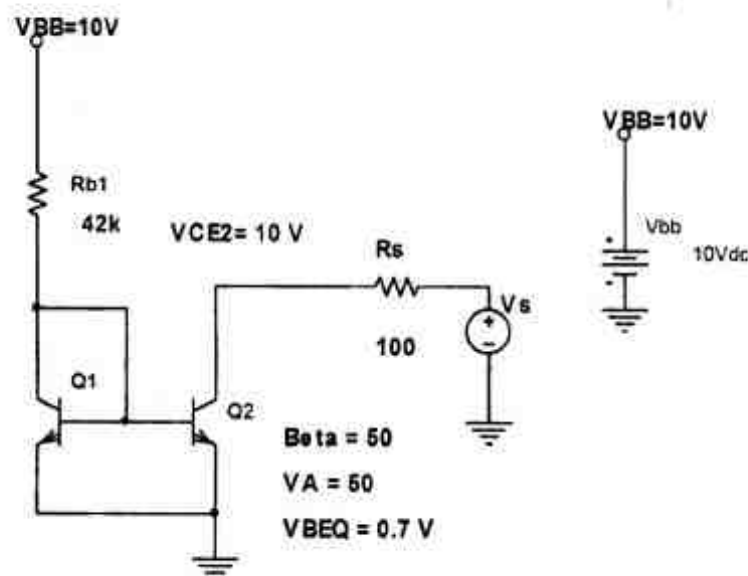 VBB=10V
Rb1
42k
VCE2= 10 V
Rs
100
Vs
VBB=10V
Vbb
10Vdc
Q1
Q2
Beta = 50
VA = 50
VBEQ = 0.7 V